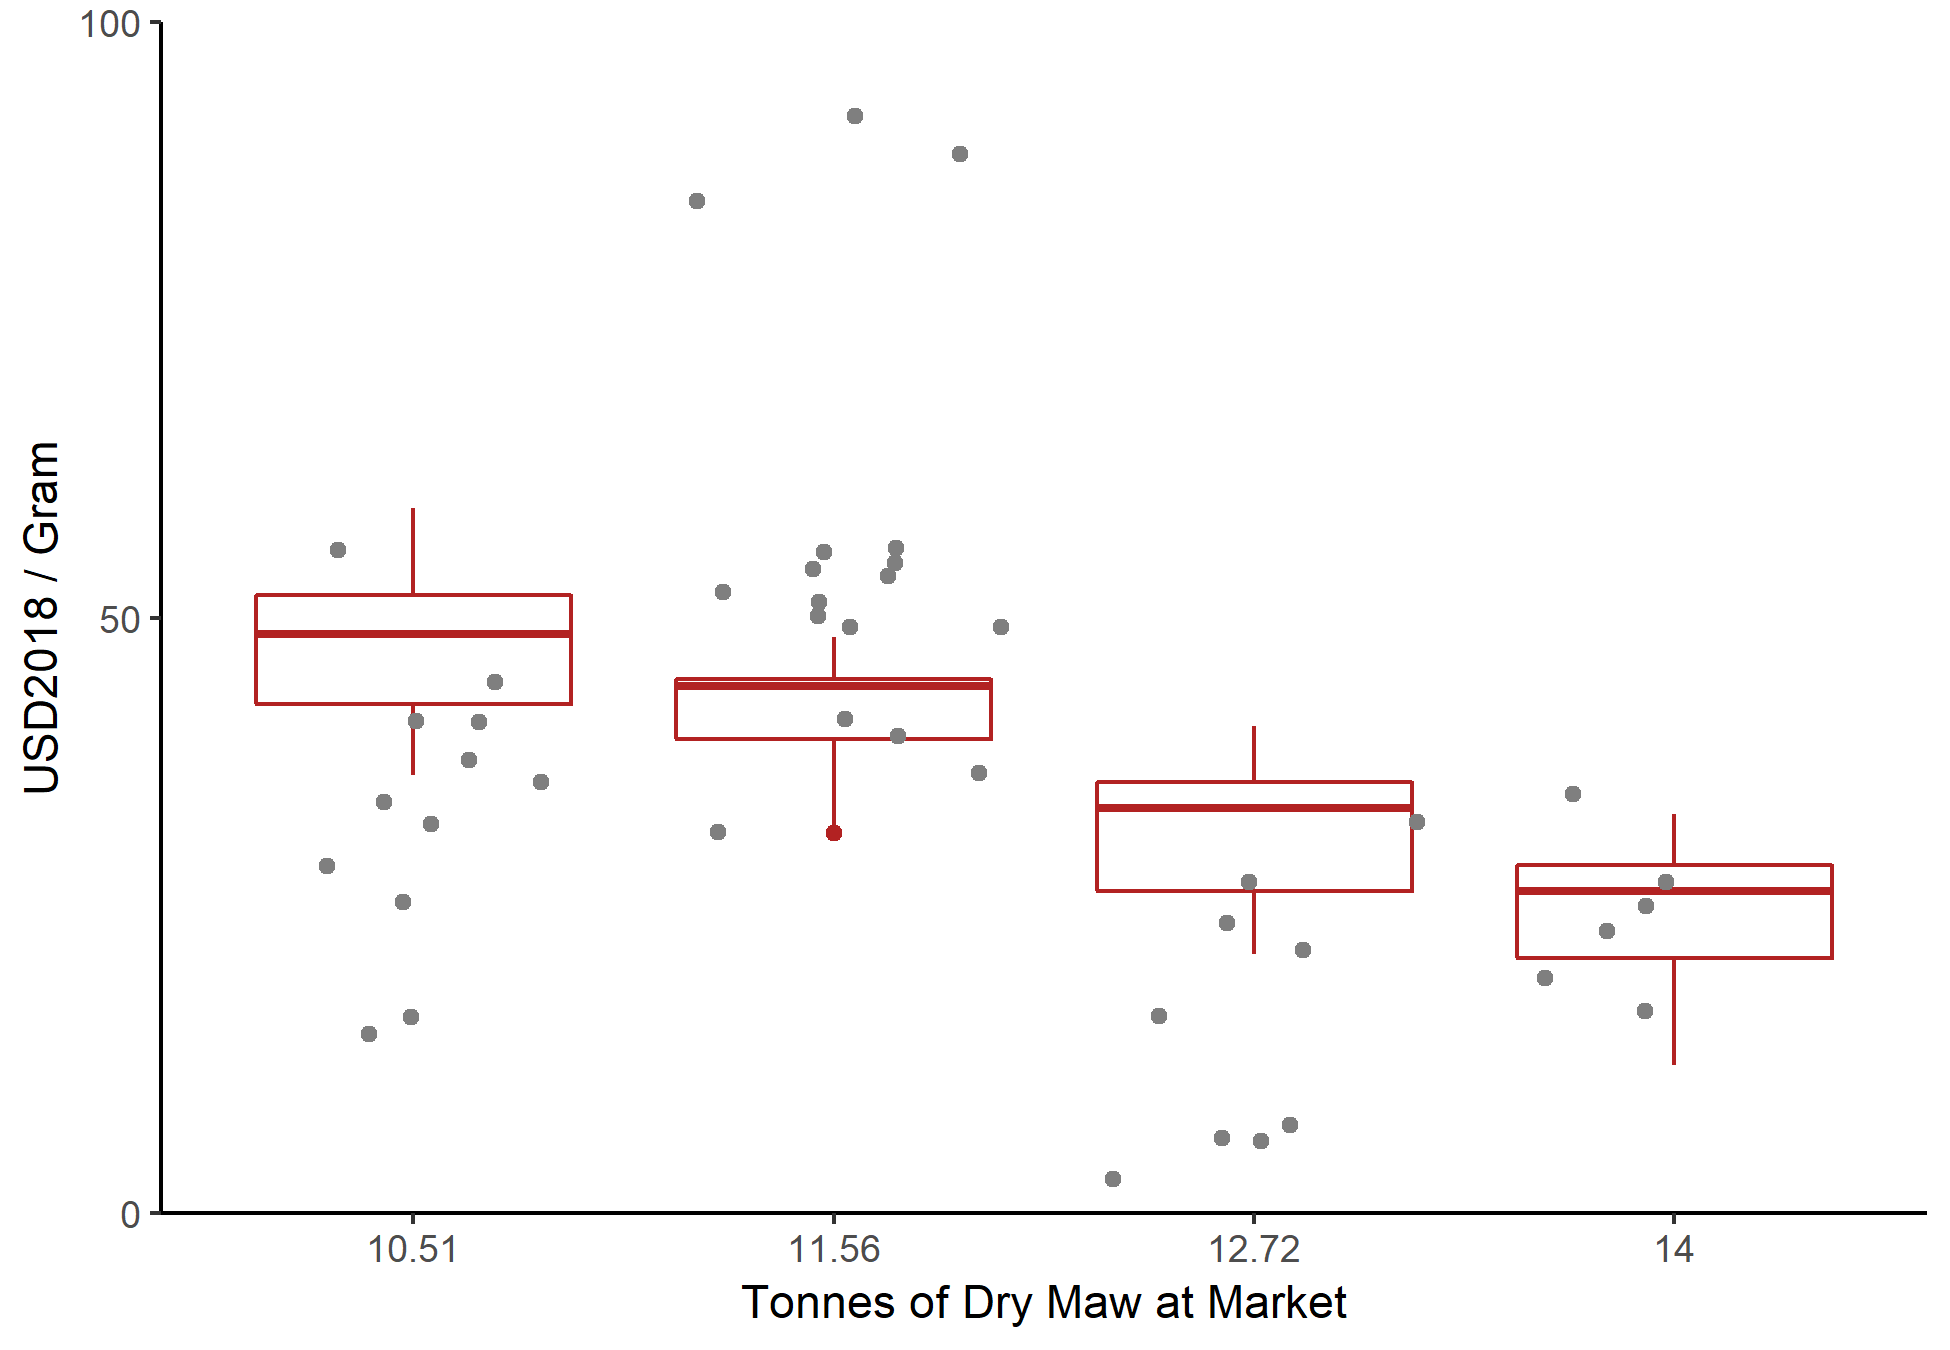 100
50
0
USD2018 / Gram
10.51 11.56 12.72 14
Tonnes of Dry Maw at Market